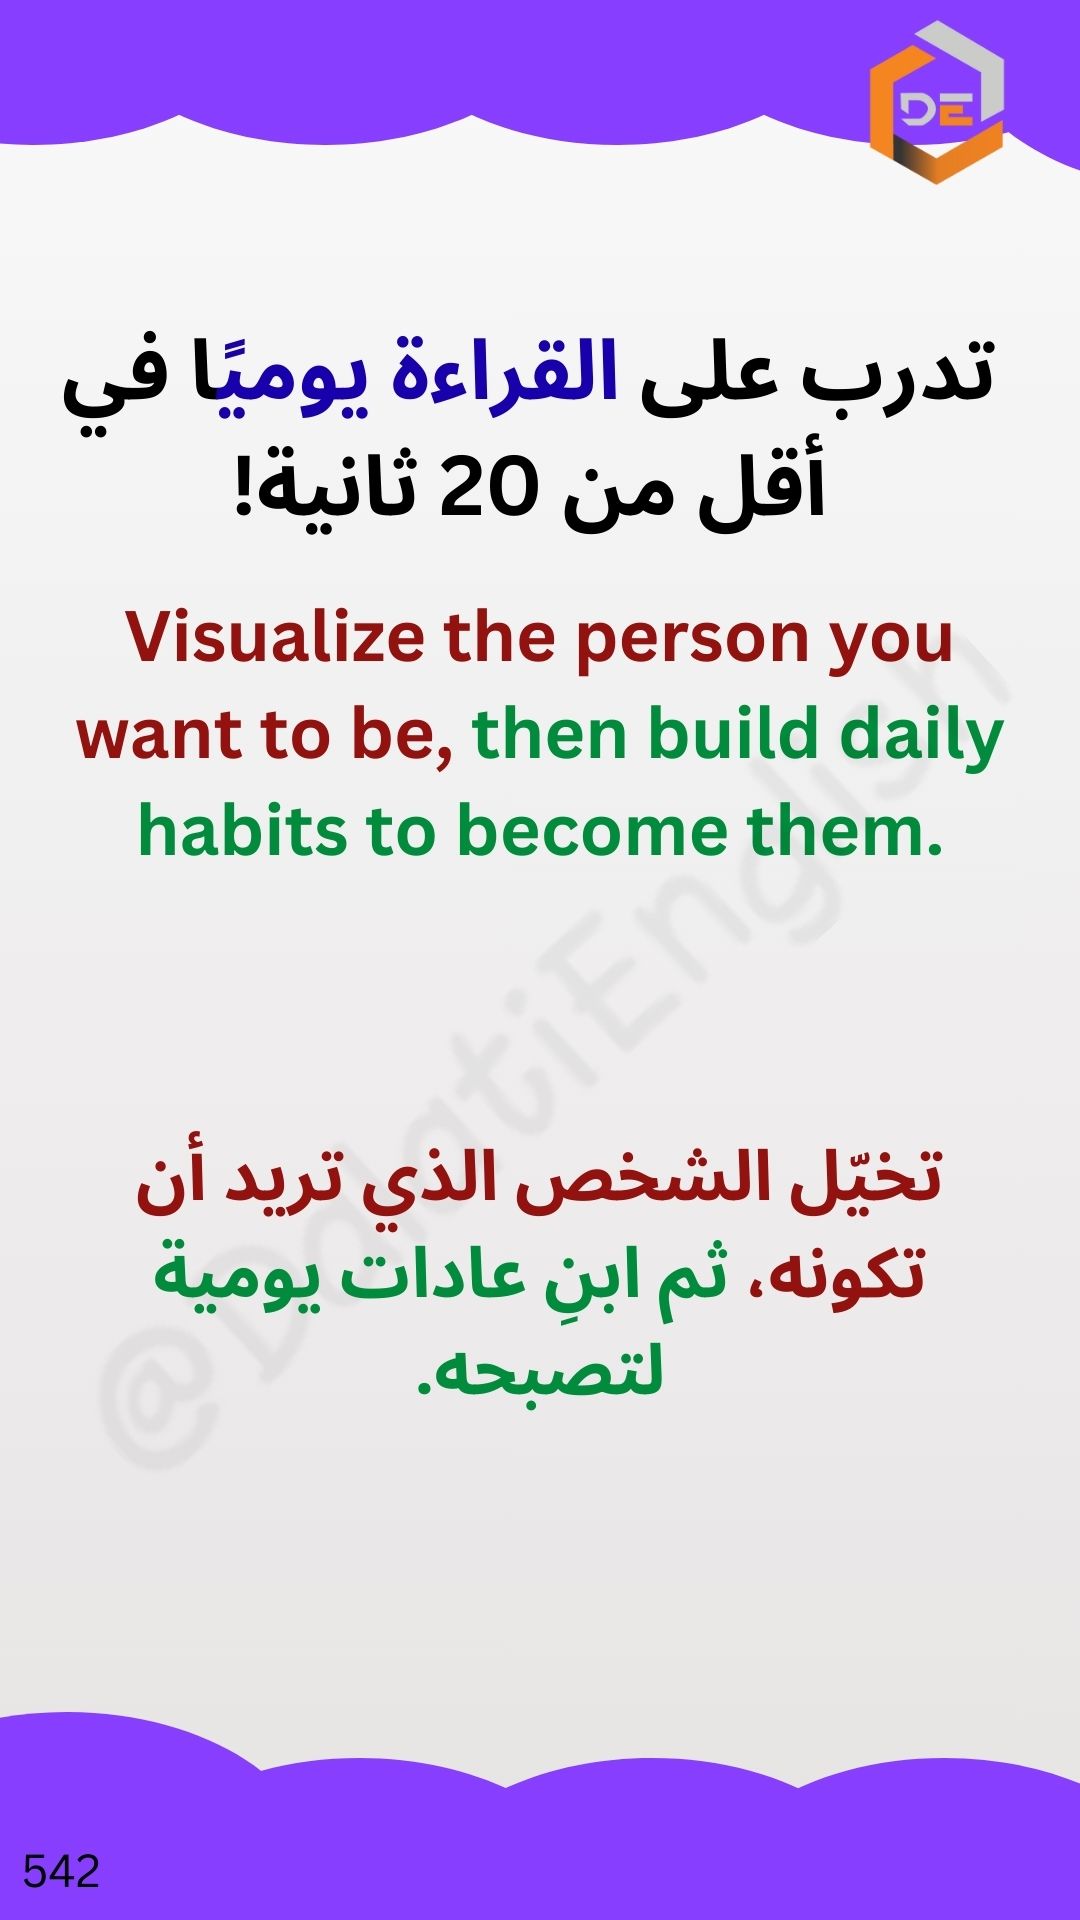 DE
تدرب على القراءة يوميًا في
أقل من 20 ثانية!
Visualize the person you
want to be, then build daily
habits to become them.
@DalatiEnglish
تخيّل الشخص الذي تريد أن
تكونه، ثم ابنِ عادات يومية
لتصبحه.
542